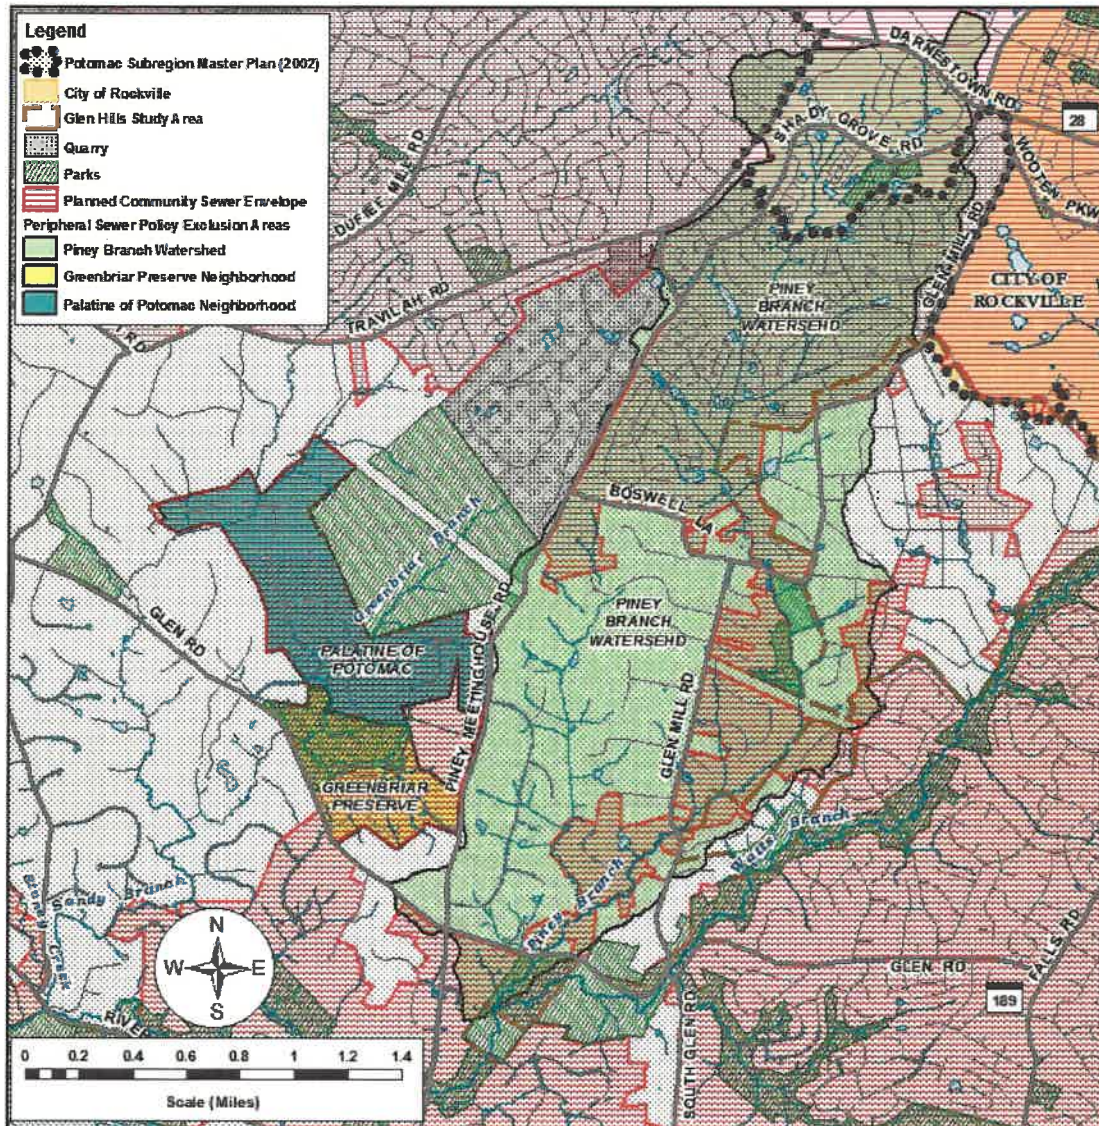 Legend
Potomac Subregion Master Plan (2002)
City of Rockville
Glen Hills Study Area
Quarry
Parks
Planned Community Sewer Envelope
Peripheral Sewer Policy Exclusion Areas
Piney Branch Watershed
Greenbriar Preserve Neighborhood
Palatine of Potomac Neighborhood
DARNESTOWN RD
28
SHADY GROVE RD
WOOTEN PKW
DUFIEF MILL RD
GLEN MILL RD
CITY OF
ROCKVILLE
PINEY
BRANCH
WATERSEHD
TRAVILAH RD
RD
BOSWELL LA
Greenbriar Branch
PINEY
BRANCH
WATERSEHD
GLEN RD
PALATINE OF
POTOMAC
PINEY MEETINGHOUSE RD
GLEN MILL RD
GREENBRIAR
PRESERVE
Watts Branch
Piney Branch
Sandy Branch
Creek
N
W
E
S
GLEN RD
FALLS RD
189
RIVER
SOUTH GLEN RD
0 0.2 0.4 0.6 0.8 1 1.2 1.4
Scale (Miles)